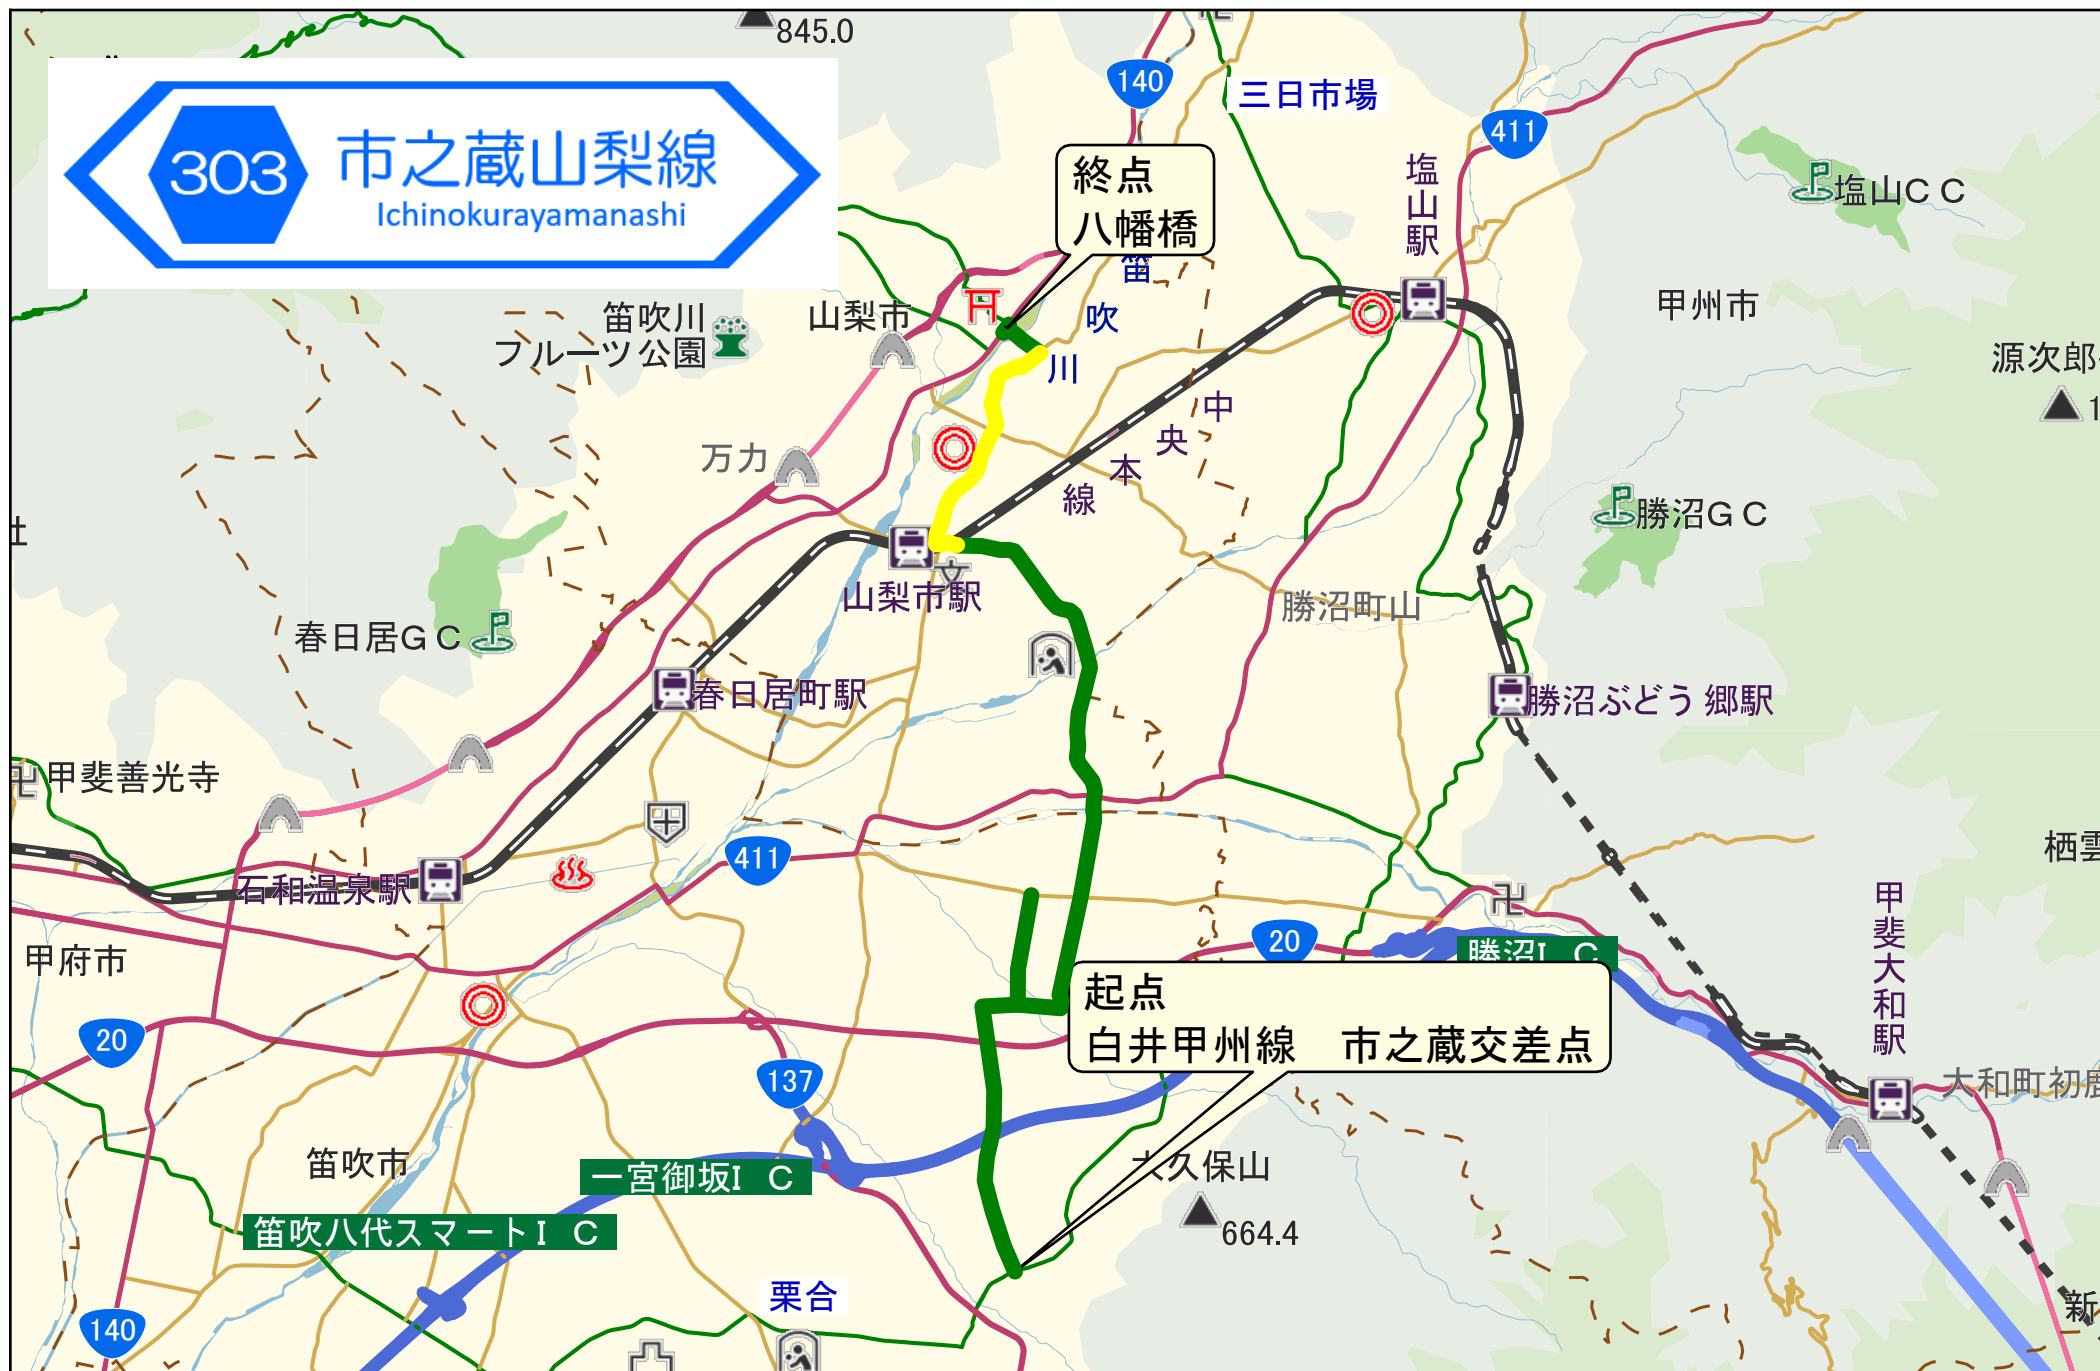 845.0
140
三日市場
411
303
市之蔵山梨線
Ichinokurayamanashi
終点
八幡橋
塩山駅
塩山CC
笛吹川
甲州市
笛吹川
フルーツ公園
山梨市
源次郎
万力
中央本線
勝沼GC
山梨市駅
文
勝沼町山
春日居GC
春日居町駅
勝沼ぶどう郷駅
甲斐善光寺
411
栖雲
石和温泉駅
甲斐大和駅
甲府市
20
勝沼I C
起点
白井甲州線 市之蔵交差点
20
137
大和町初鹿
笛吹市
一宮御坂I C
大久保山
664.4
笛吹八代スマートI C
栗合
140
新